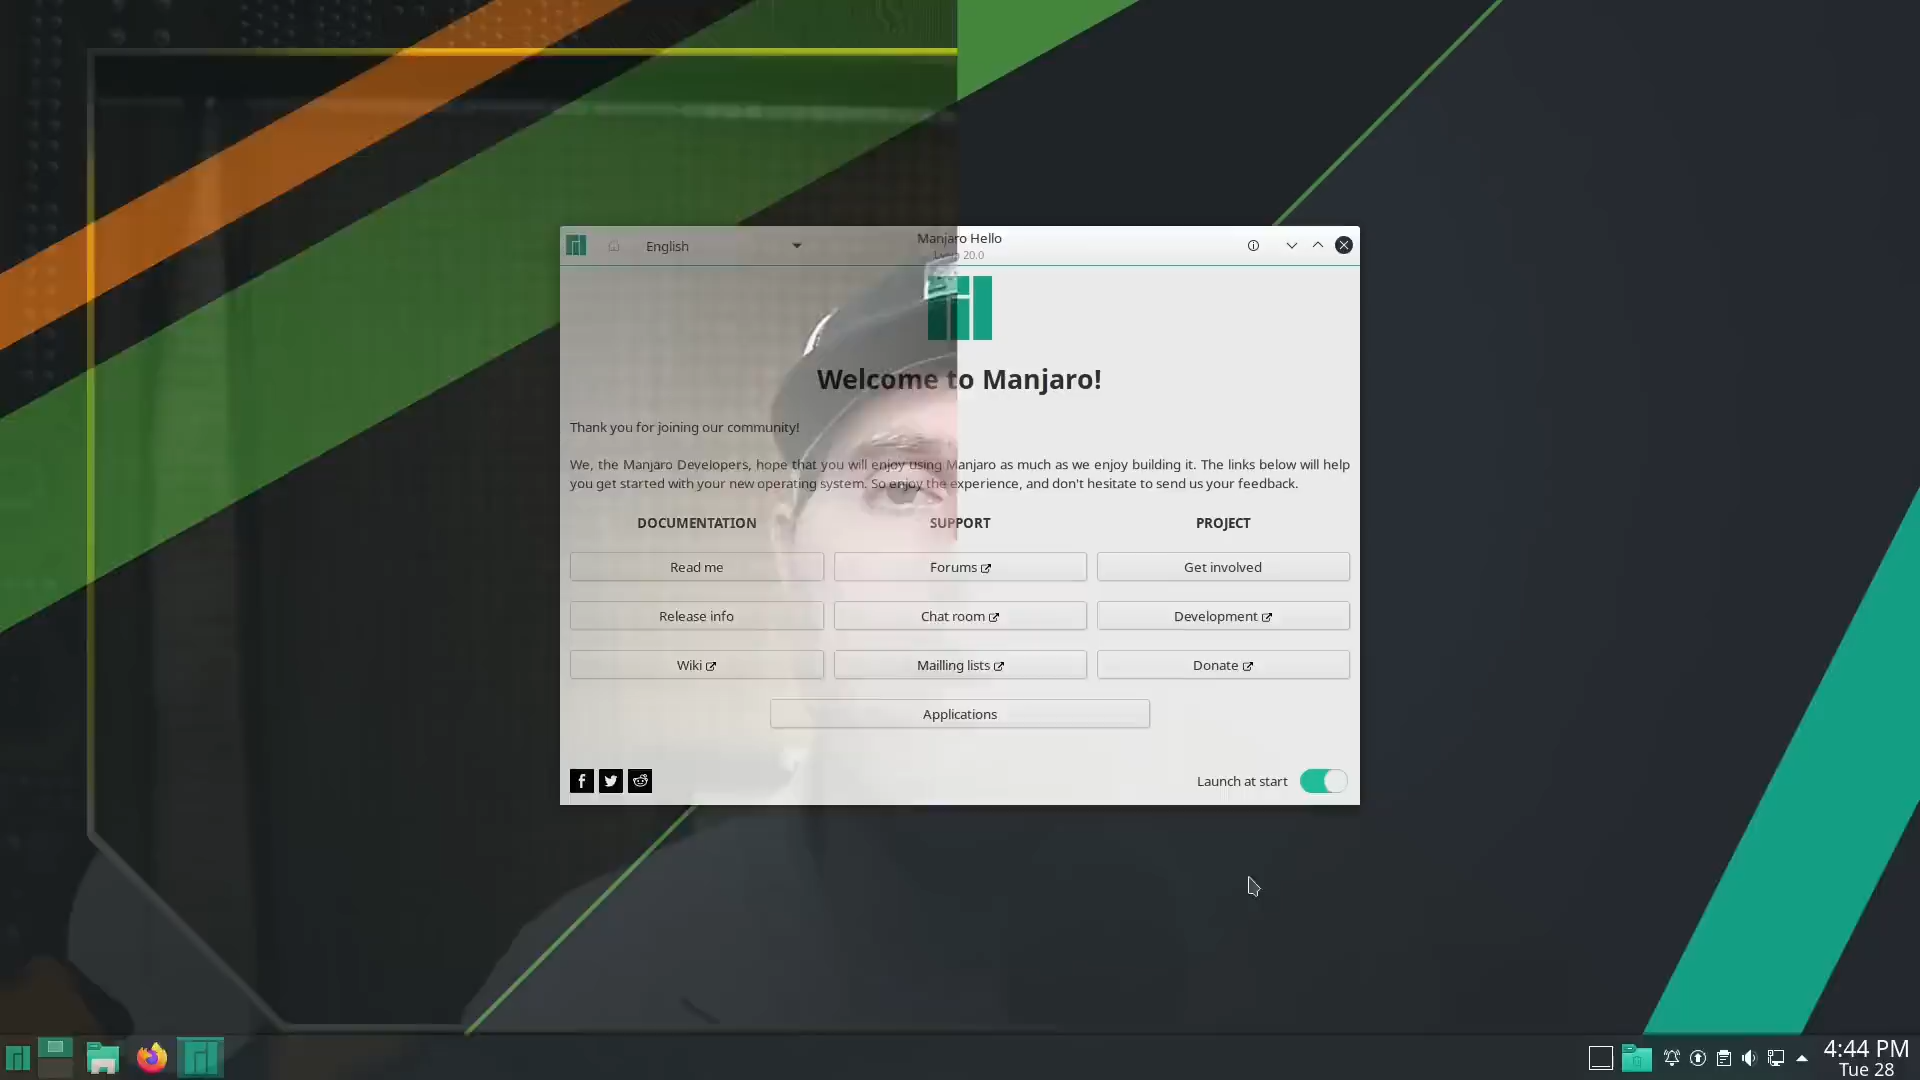 English
Manjaro Hello
20.0
Welcome to Manjaro!
Thank you for joining our community!
We, the Manjaro Developers, hope that you will enjoy using Manjaro as much as we enjoy building it. The links below will help
you get started with your new operating system. So enjoy the experience, and don't hesitate to send us your feedback.
DOCUMENTATION
SUPPORT
PROJECT
Read me
Forums
Get involved
Release info
Chat room
Development
Wiki
Mailling lists
Donate
Applications
Launch at start
4:44 PM
Tue 28